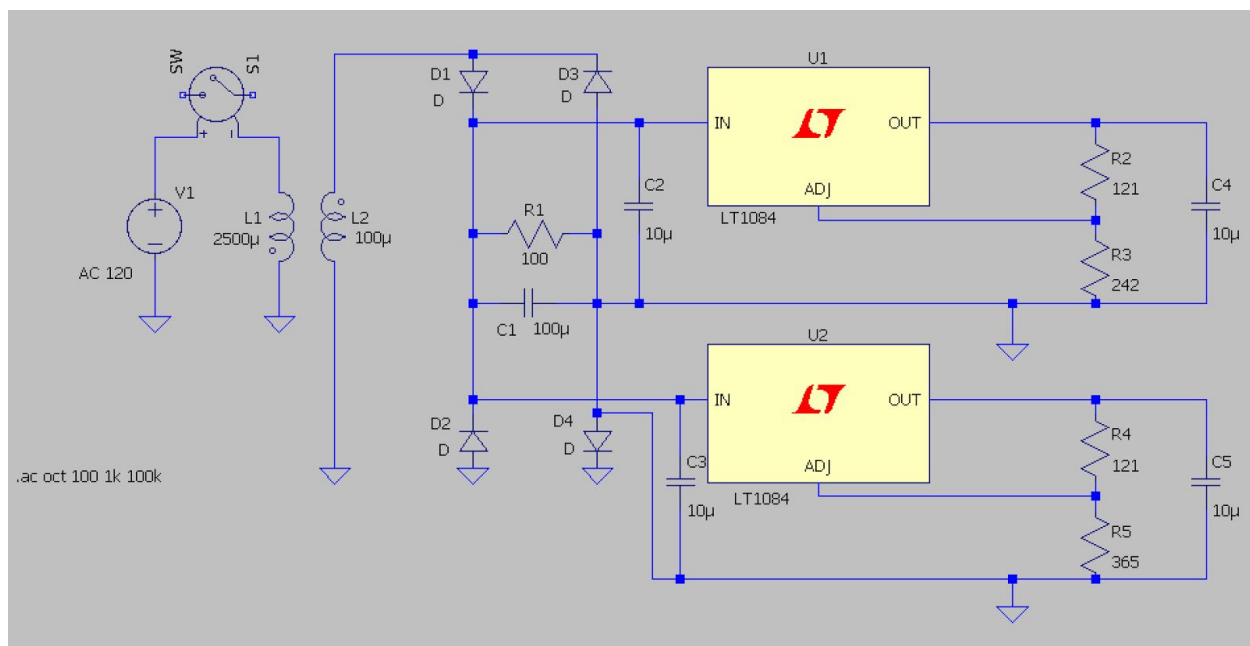 SW
S1
+
V1
AC 120
L1
2500µ
L2
100µ
D1
D
D3
D
R1
100
C1
100µ
D2
D
D4
D
C2
10µ
U1
IN
OUT
ADJ
LT1084
R2
121
R3
242
C4
10µ
U2
IN
OUT
ADJ
LT1084
C3
10µ
R4
121
R5
365
C5
10µ
.ac oct 100 1k 100k